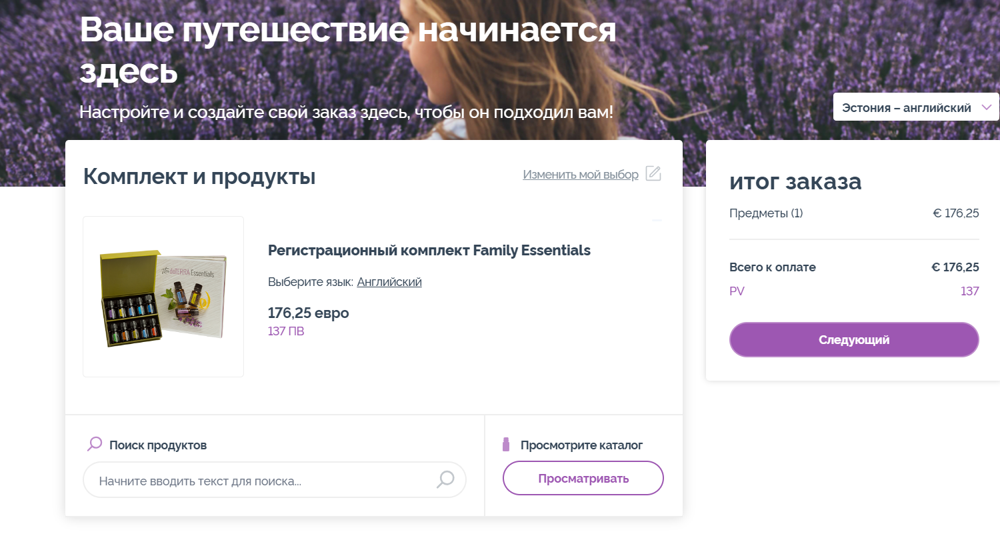 Ваше путешествие начинается
здесь
Настройте и создайте свой заказ здесь, чтобы он подходил вам!
Эстония – английский
Комплект и продукты
Изменить мой выбор
doTERRA Essentials
Регистрационный комплект Family Essentials
Выберите язык: Английский
176,25 евро
137 ПВ
Поиск продуктов
Начните вводить текст для поиска...
Просмотрите каталог
Просматривать
итог заказа
Предметы (1) € 176,25
Всего к оплате € 176,25
PV 137
Следующий